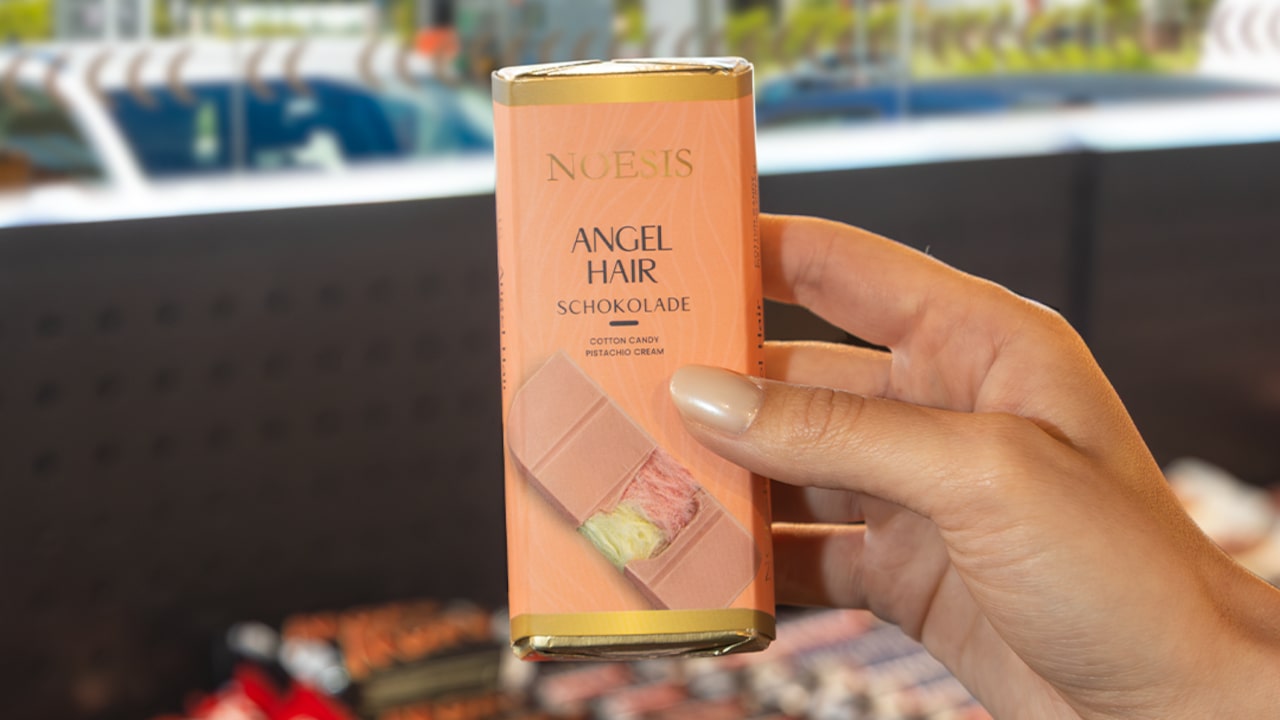 NOESIS
ANGEL
HAIR
SCHOKOLADE
COTTON CANDY
PISTACHIO CREAM